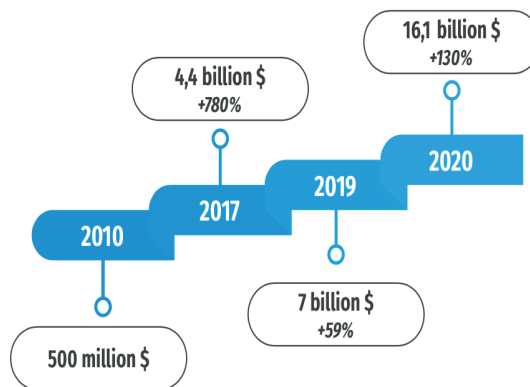 16,1 billion $
+130%
4,4 billion $
+780%
2020
2019
2017
2010
7 billion $
+59%
500 million $